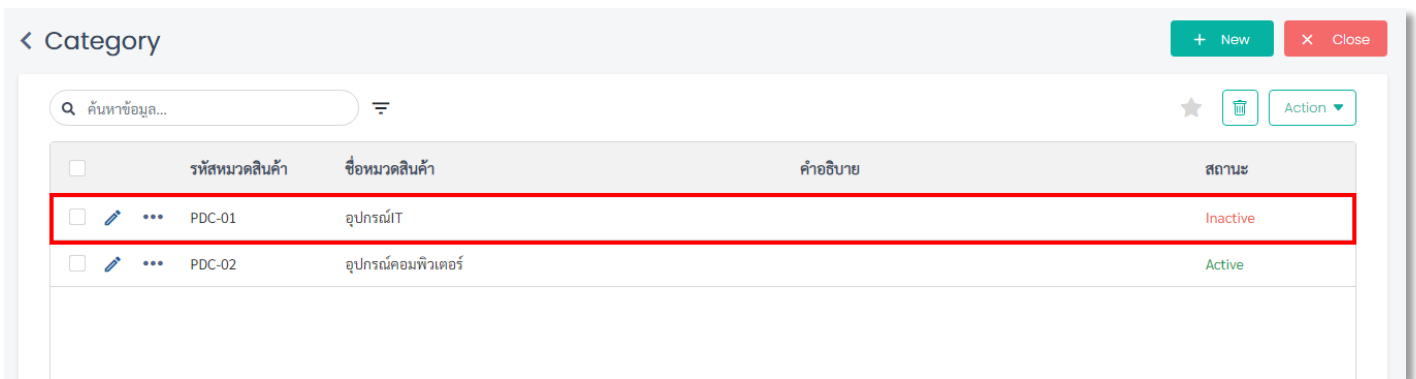 Category
+ New
× Close
ค้นหาข้อมูล...
Action
รหัสหมวดสินค้า ชื่อหมวดสินค้า คำอธิบาย สถานะ
PDC-01 อุปกรณ์IT Inactive
PDC-02 อุปกรณ์คอมพิวเตอร์ Active